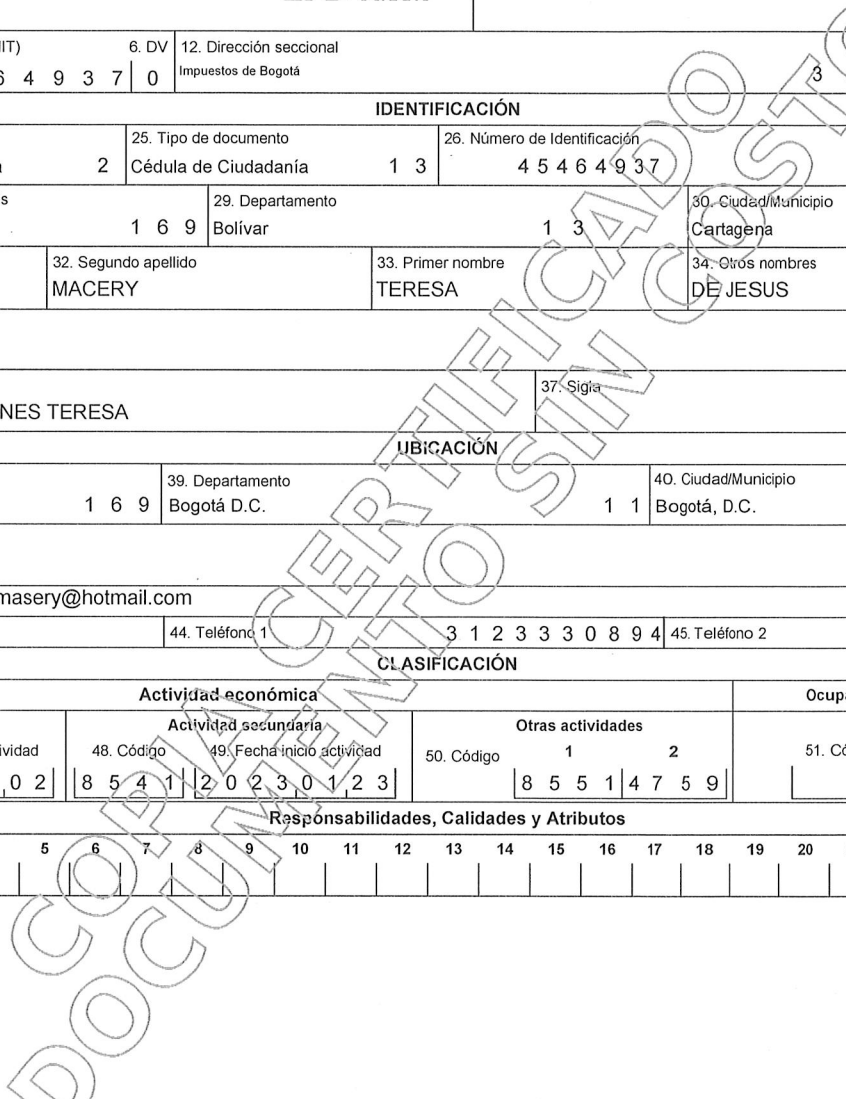 IIT) 6. DV 12. Dirección seccional
6 4 9 3 7 0 Impuestos de Bogotá 3
IDENTIFICACIÓN
25. Tipo de documento 26. Número de Identificación
2 Cédula de Ciudadanía 1 3 4 5 4 6 4 9 3 7
s 29. Departamento 30. Ciudad/Municipio
1 6 9 Bolívar 1 3 Cartagena
32. Segundo apellido 33. Primer nombre 34. Otros nombres
MACERY TERESA DE JESUS
37. Sigla
NES TERESA
UBICACIÓN
39. Departamento 40. Ciudad/Municipio
1 6 9 Bogotá D.C. 1 1 Bogotá, D.C.
masery@hotmail.com
44. Teléfono 1 3 1 2 3 3 3 0 8 9 4 45. Teléfono 2
CLASIFICACIÓN
Actividad económica Ocupa
Actividad secundaria Otras actividades
ividad 48. Código 49. Fecha inicio actividad 50. Código 1 2 51. Có
0 2 8 5 4 1 2 0 2 3 0 1 2 3 8 5 5 1 4 7 5 9
Responsabilidades, Calidades y Atributos
5 6 7 8 9 10 11 12 13 14 15 16 17 18 19 20
COPIA CERTIFICADO
DOCUMENTO SIN COSTO